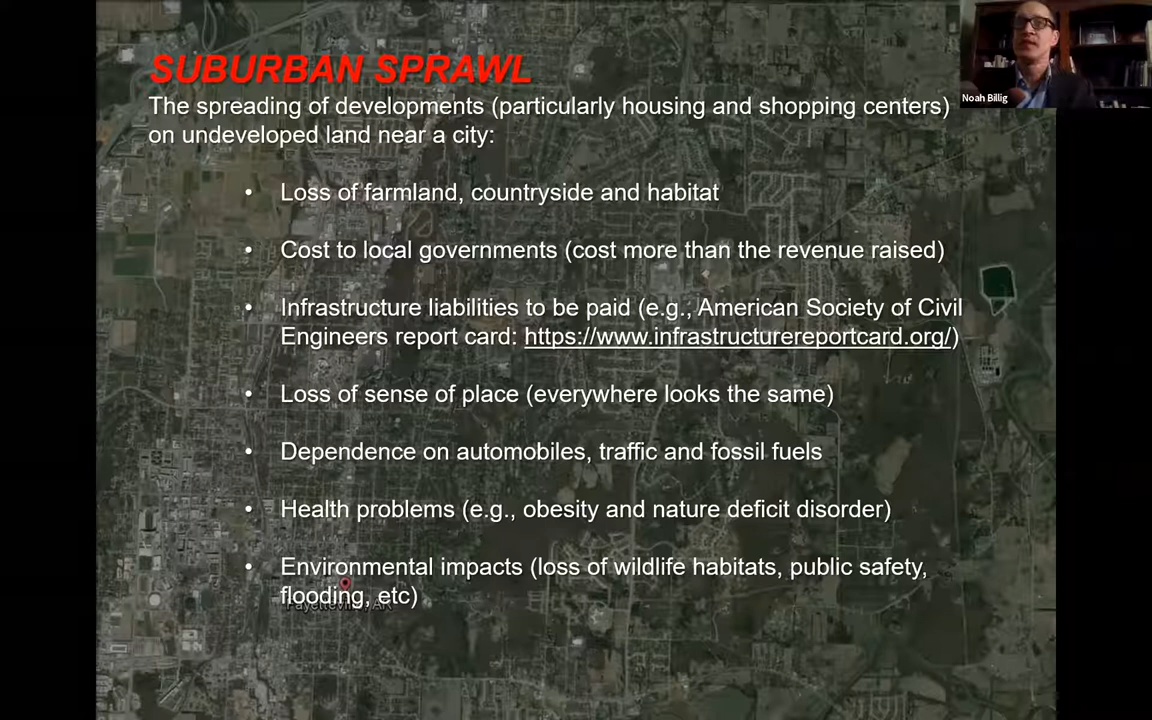 SUBURBAN SPRAWL
The spreading of developments (particularly housing and shopping centers)
on undeveloped land near a city:
• Loss of farmland, countryside and habitat
• Cost to local governments (cost more than the revenue raised)
• Infrastructure liabilities to be paid (e.g., American Society of Civil
Engineers report card: https://www.infrastructurereportcard.org/)
• Loss of sense of place (everywhere looks the same)
• Dependence on automobiles, traffic and fossil fuels
• Health problems (e.g., obesity and nature deficit disorder)
• Environmental impacts (loss of wildlife habitats, public safety,
flooding, etc)
Fayetteville, AR
Noah Billig